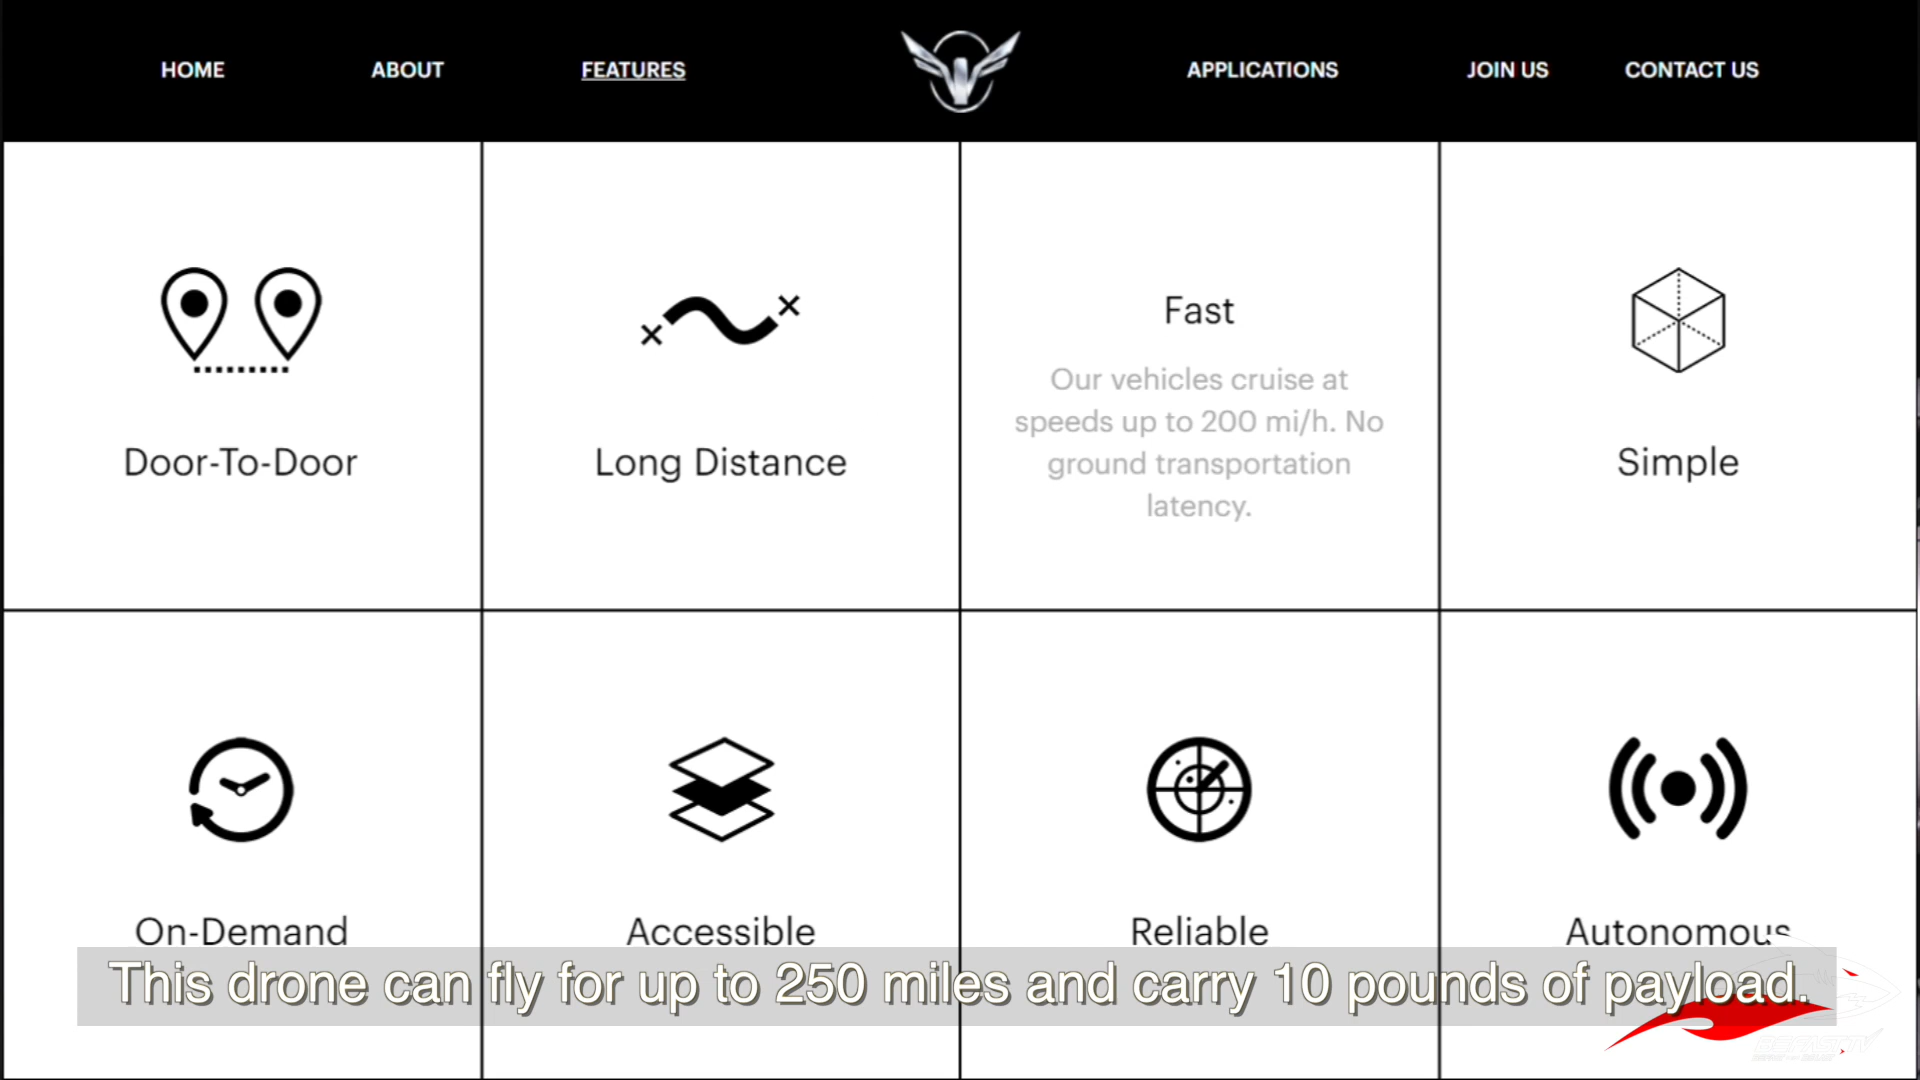 HOME
ABOUT
FEATURES
APPLICATIONS
JOIN US
CONTACT US
Door-To-Door
Long Distance
Fast
Our vehicles cruise at
speeds up to 200 mi/h. No
ground transportation
latency.
Simple
On-Demand
Accessible
Reliable
Autonomous
This drone can fly for up to 250 miles and carry 10 pounds of payload.